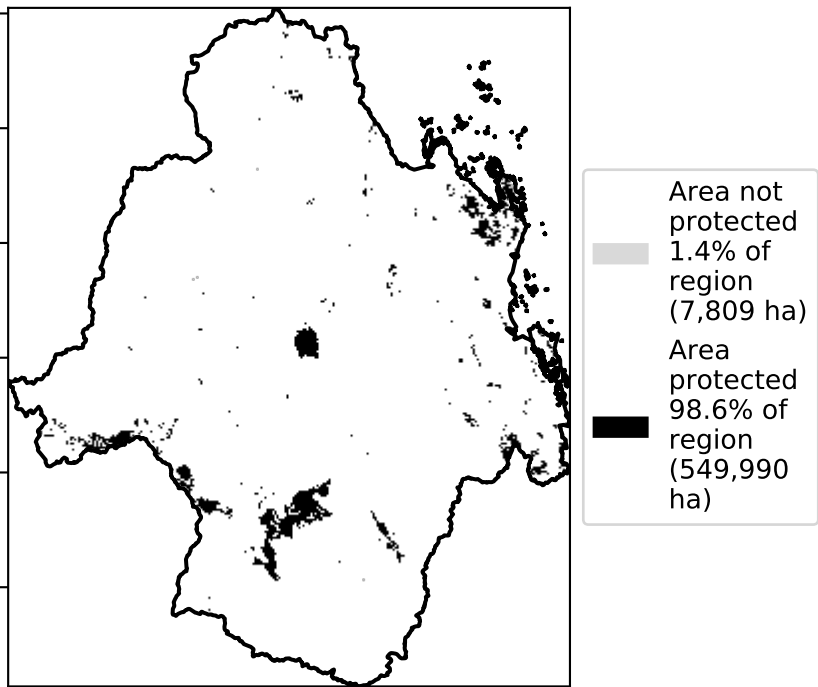 Area not
protected
1.4% of
region
(7,809 ha)
Area
protected
98.6% of
region
(549,990
ha)